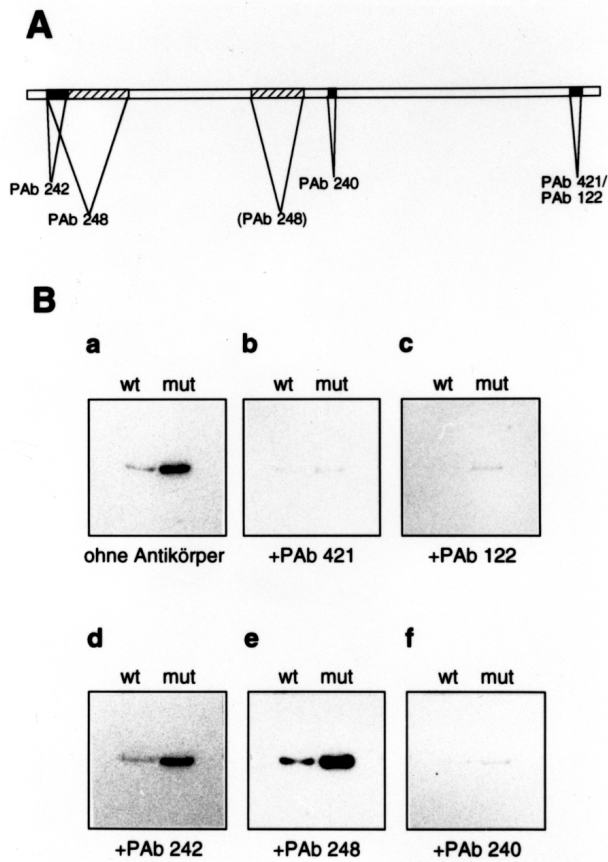 A
PAb 242
PAb 248
(PAb 248)
PAb 240
PAb 421/
PAb 122
B
a b c
wt mut wt mut wt mut
ohne Antikörper +PAb 421 +PAb 122
d e f
wt mut wt mut wt mut
+PAb 242 +PAb 248 +PAb 240